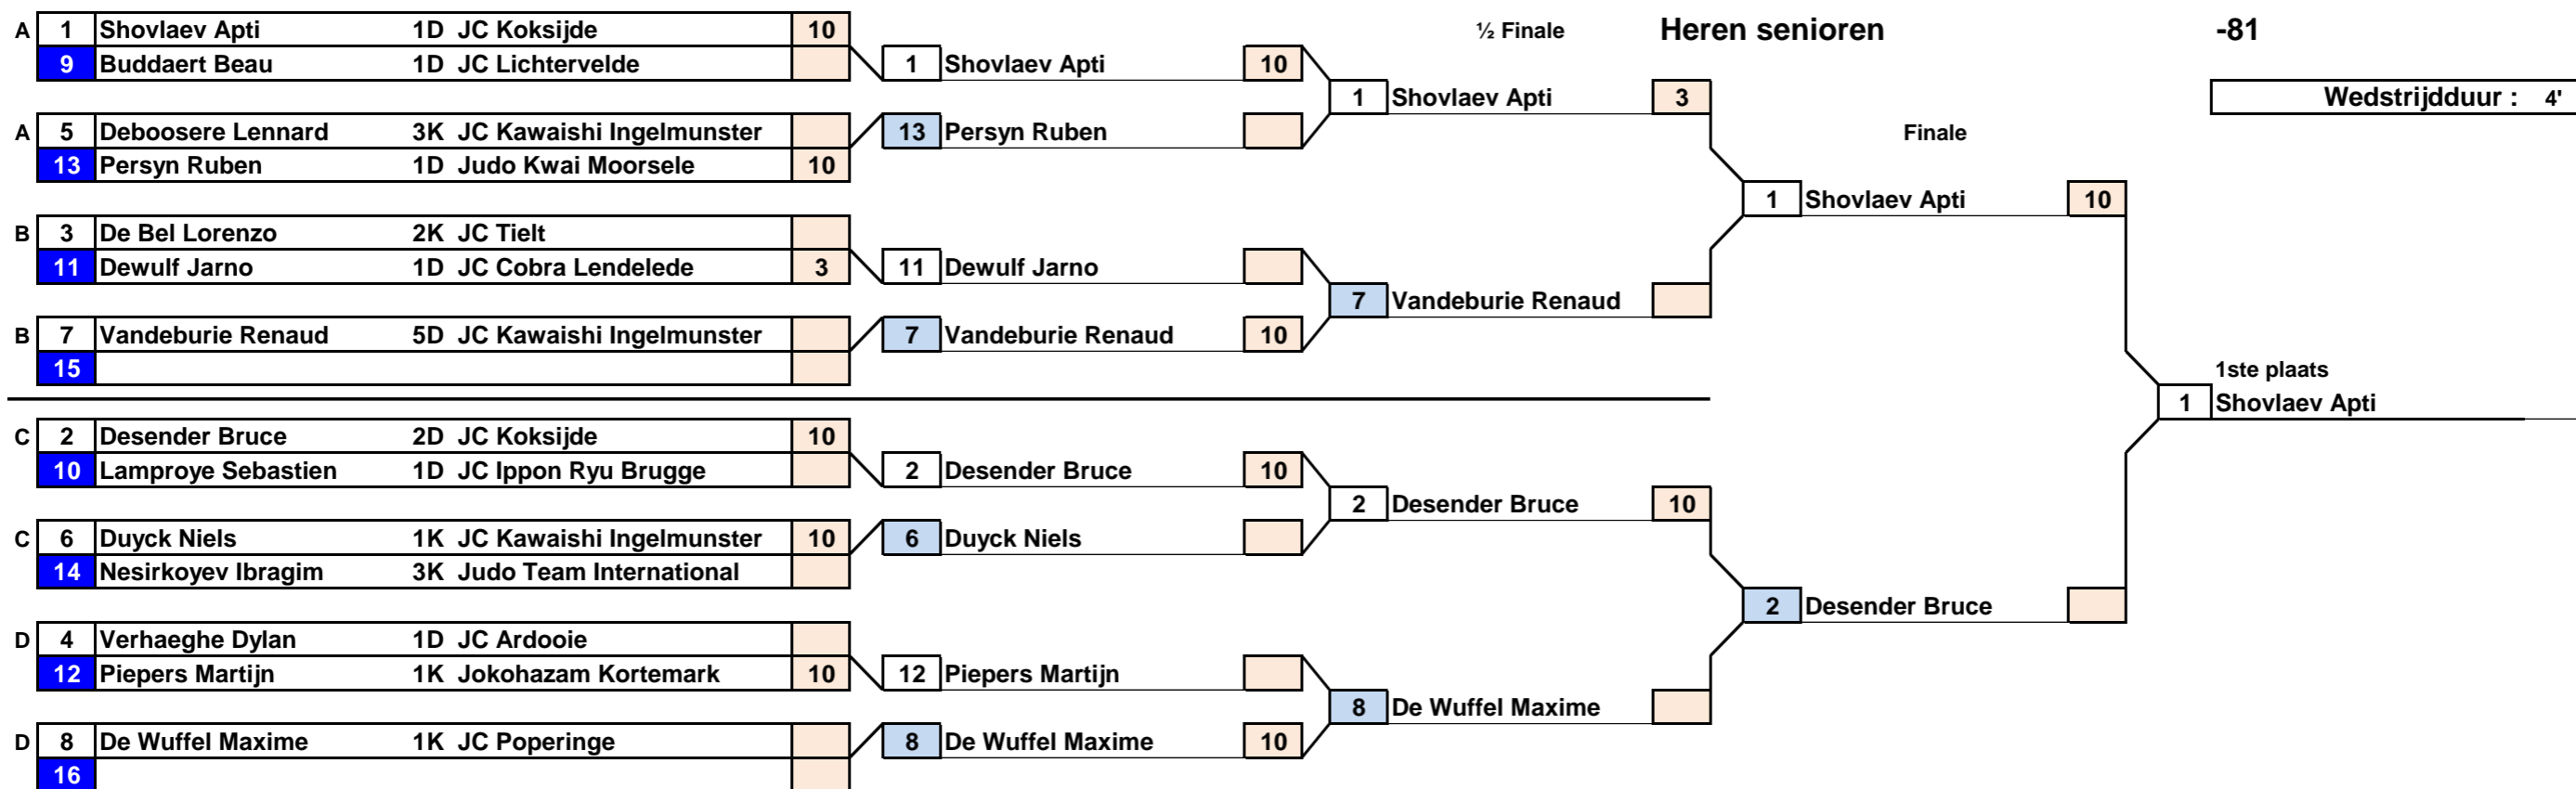 ½ Finale Heren senioren -81
A 1 Shovlaev Apti 1D JC Koksijde 10
9 Buddaert Beau 1D JC Lichtervelde
1 Shovlaev Apti 10
1 Shovlaev Apti 3
Wedstrijdduur : 4'
A 5 Deboosere Lennard 3K JC Kawaishi Ingelmunster
13 Persyn Ruben
Finale
13 Persyn Ruben 1D Judo Kwai Moorsele 10
1 Shovlaev Apti 10
B 3 De Bel Lorenzo 2K JC Tielt
11 Dewulf Jarno 1D JC Cobra Lendelede 3
11 Dewulf Jarno
7 Vandeburie Renaud
B 7 Vandeburie Renaud 5D JC Kawaishi Ingelmunster
7 Vandeburie Renaud 10
15
1ste plaats
1 Shovlaev Apti
C 2 Desender Bruce 2D JC Koksijde 10
10 Lamproye Sebastien 1D JC Ippon Ryu Brugge
2 Desender Bruce 10
2 Desender Bruce 10
C 6 Duyck Niels 1K JC Kawaishi Ingelmunster 10
6 Duyck Niels
14 Nesirkoyev Ibragim 3K Judo Team International
2 Desender Bruce
D 4 Verhaeghe Dylan 1D JC Ardooie
12 Piepers Martijn 1K Jokohazam Kortemark 10
12 Piepers Martijn
8 De Wuffel Maxime
D 8 De Wuffel Maxime 1K JC Poperinge
8 De Wuffel Maxime 10
16